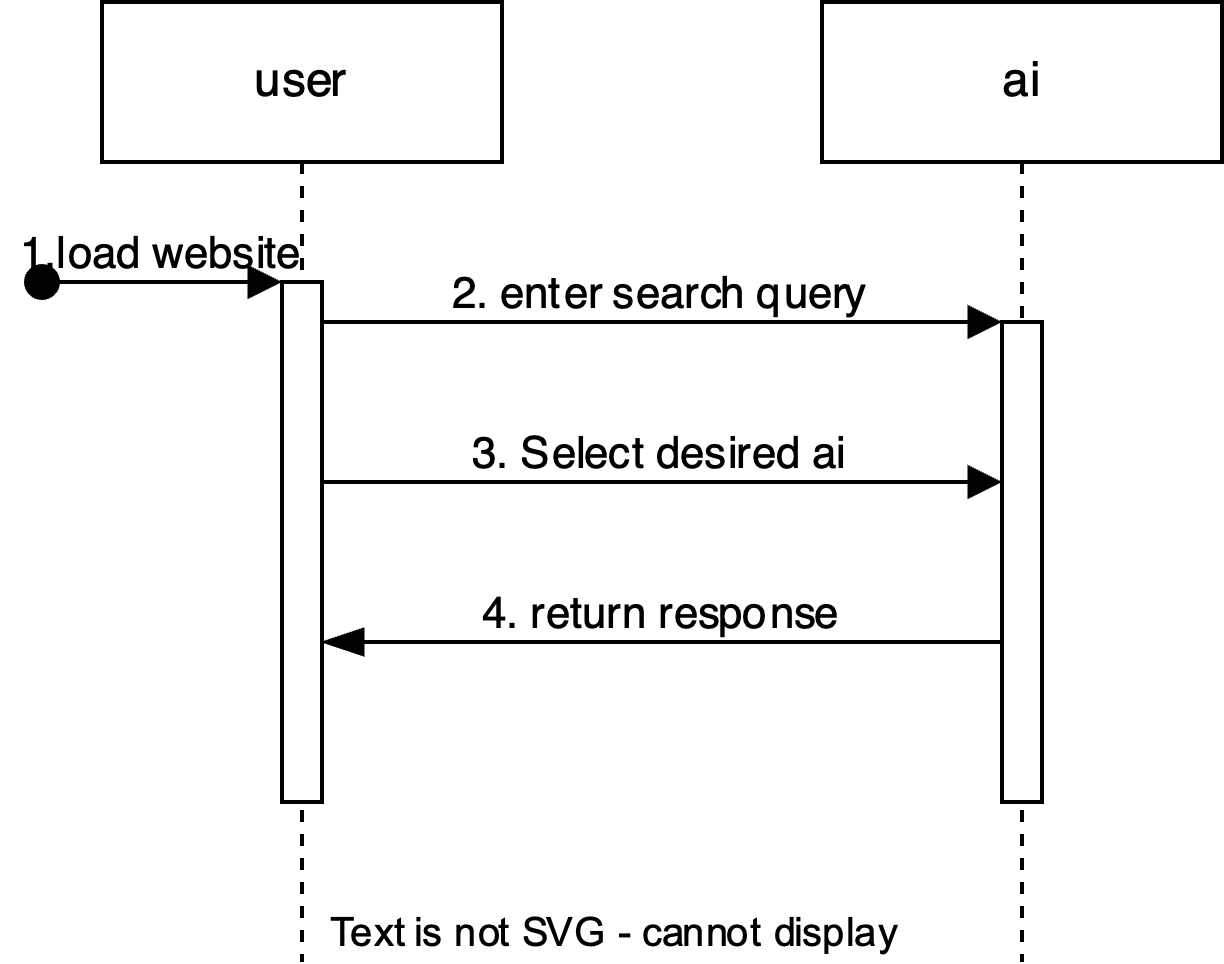 user
ai
1.load website
2. enter search query
3. Select desired ai
4. return response
Text is not SVG - cannot display